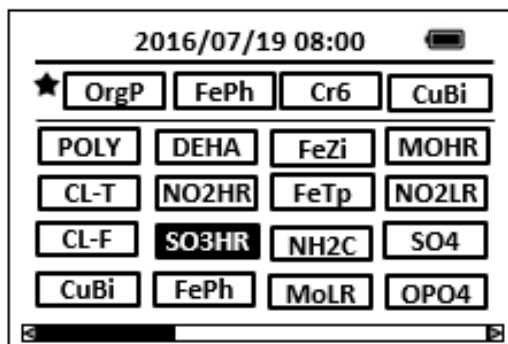 2016/07/19 08:00
OrgP FePh Cr6 CuBi
POLY DEHA FeZi MOHR
CL-T NO2HR FeTp NO2LR
CL-F SO3HR NH2C SO4
CuBi FePh MoLR OPO4